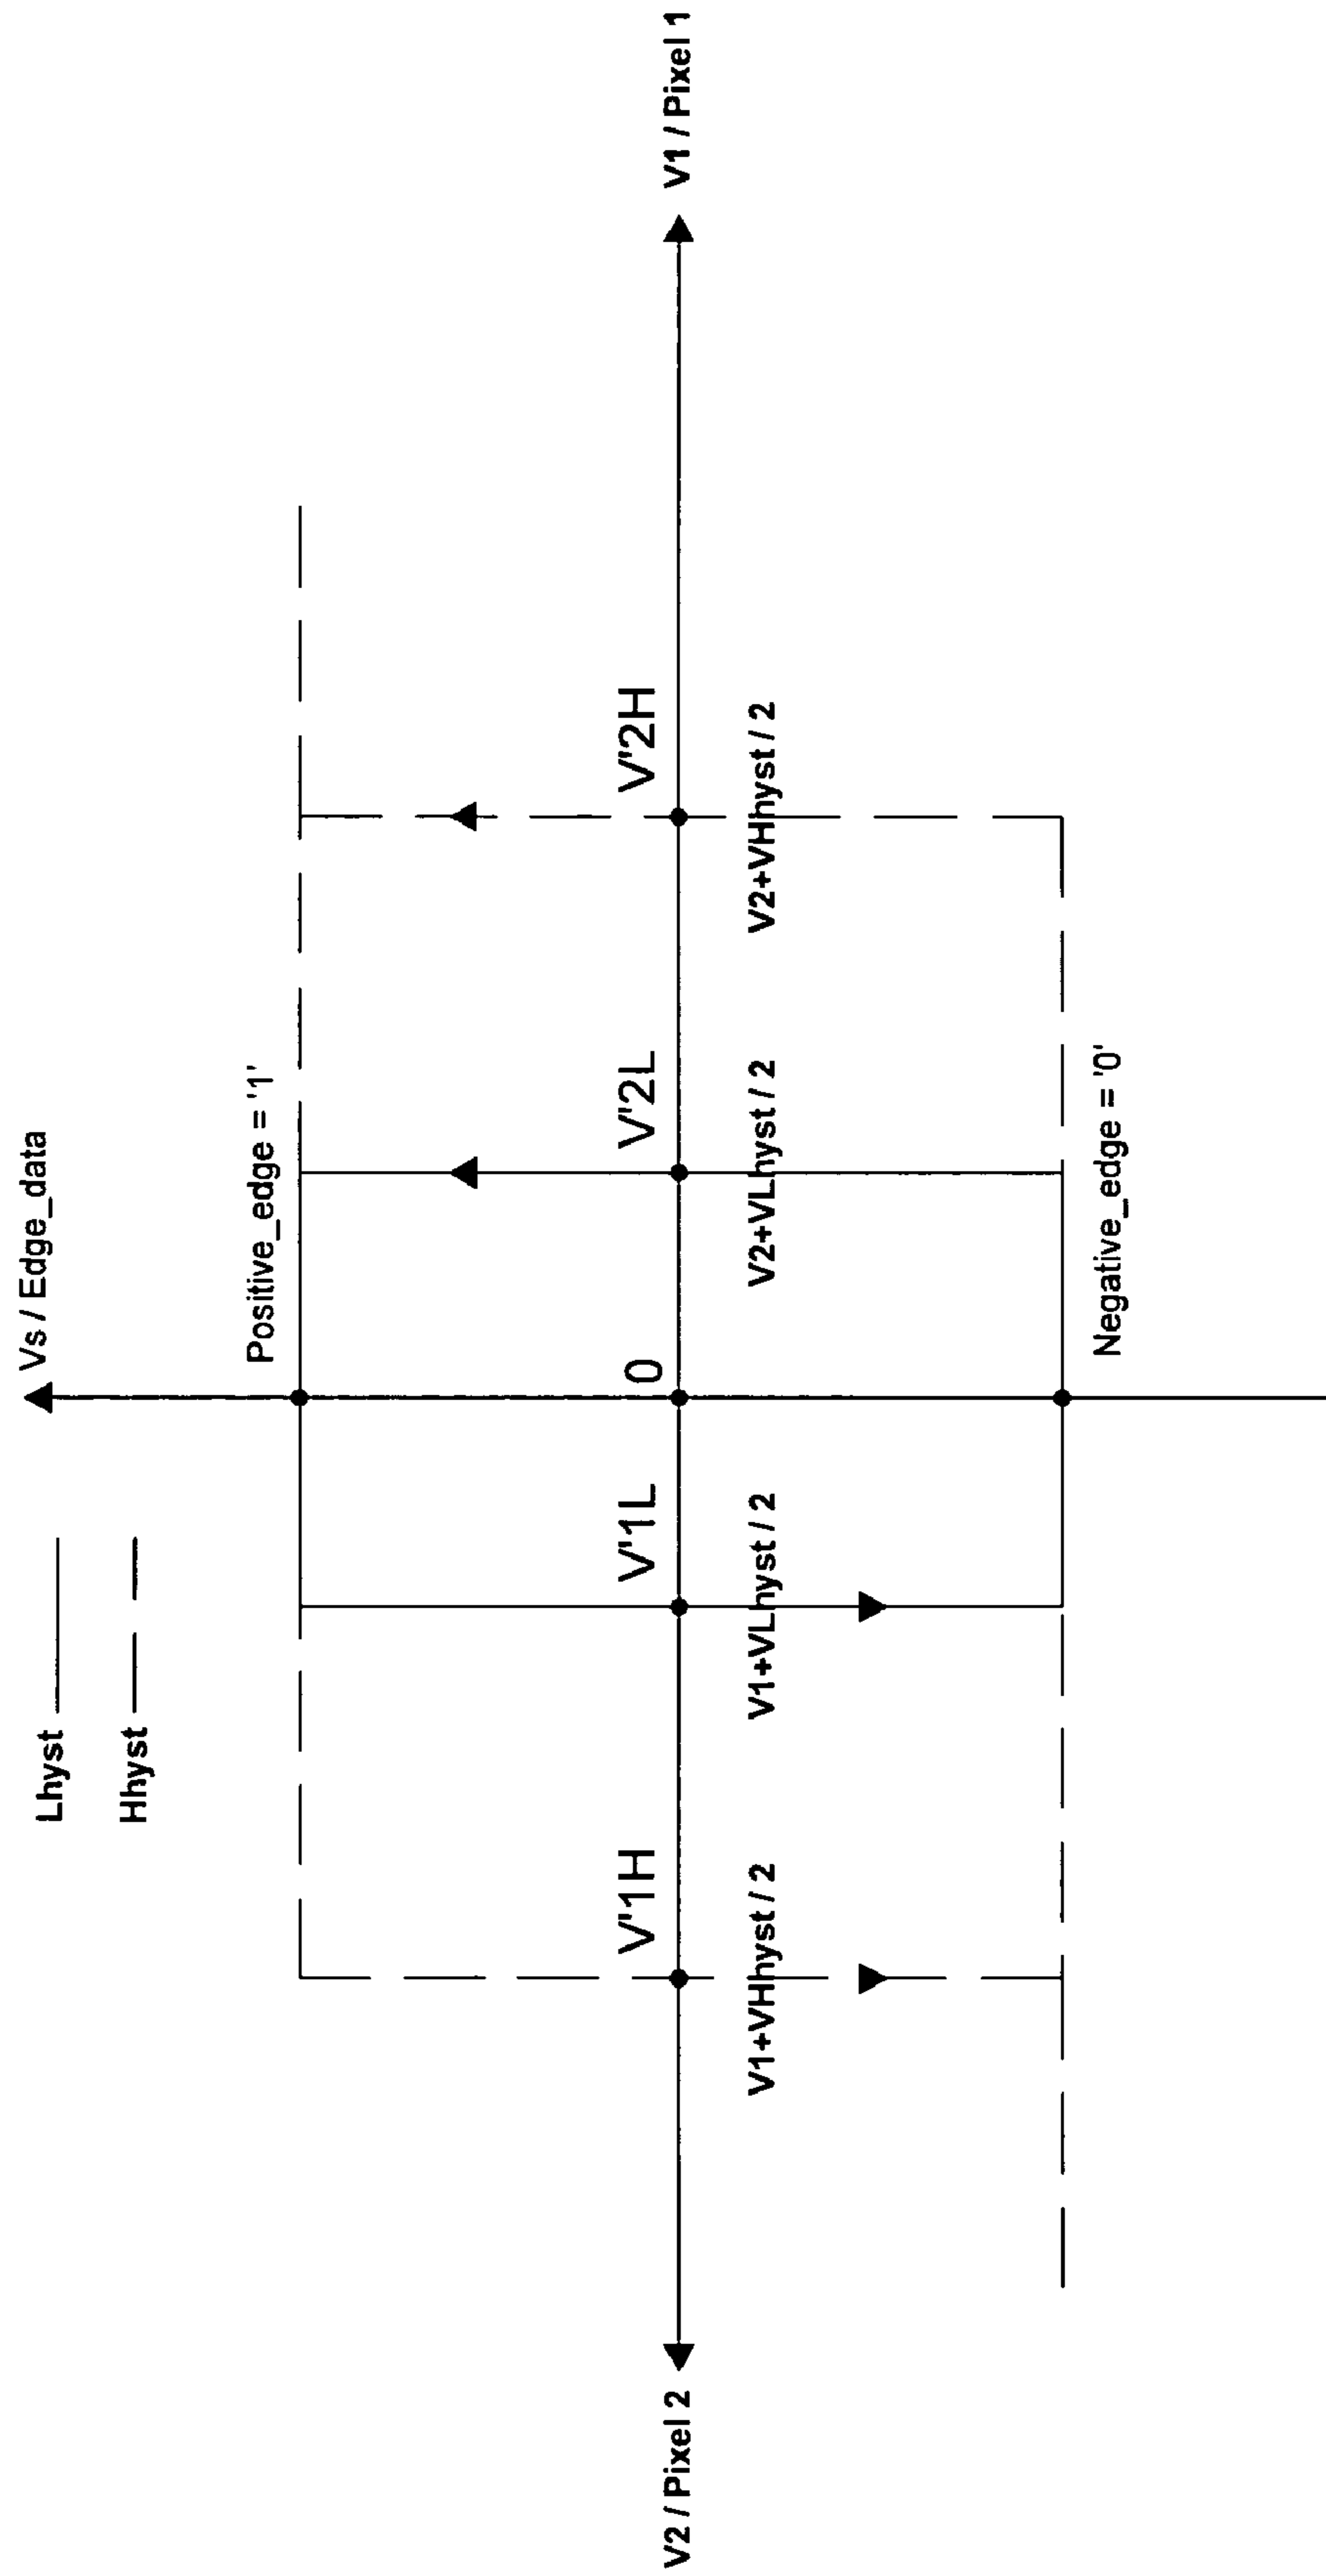 Vs / Edge_data
Lhyst
Hhyst
Positive_edge = '1'
V'1H
V'1L
0
V'2L
V'2H
V2 / Pixel 2
V1 / Pixel 1
V1+VHhyst / 2
V1+VLhyst / 2
V2+VLhyst / 2
V2+VHhyst / 2
Negative_edge = '0'